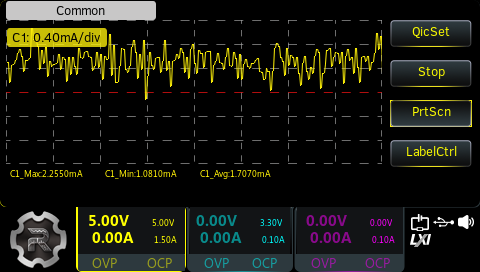 Common
C1: 0.40mA/div
QicSet
Stop
PrtScn
LabelCtrl
C1_Max:2.2550mA C1_Min:1.0810mA C1_Avg:1.7070mA
5.00V 5.00V
0.00A 1.50A
OVP OCP
0.00V 3.30V
0.00A 0.10A
OVP OCP
0.00V 0.00V
0.00A 0.10A
OVP OCP
LXI